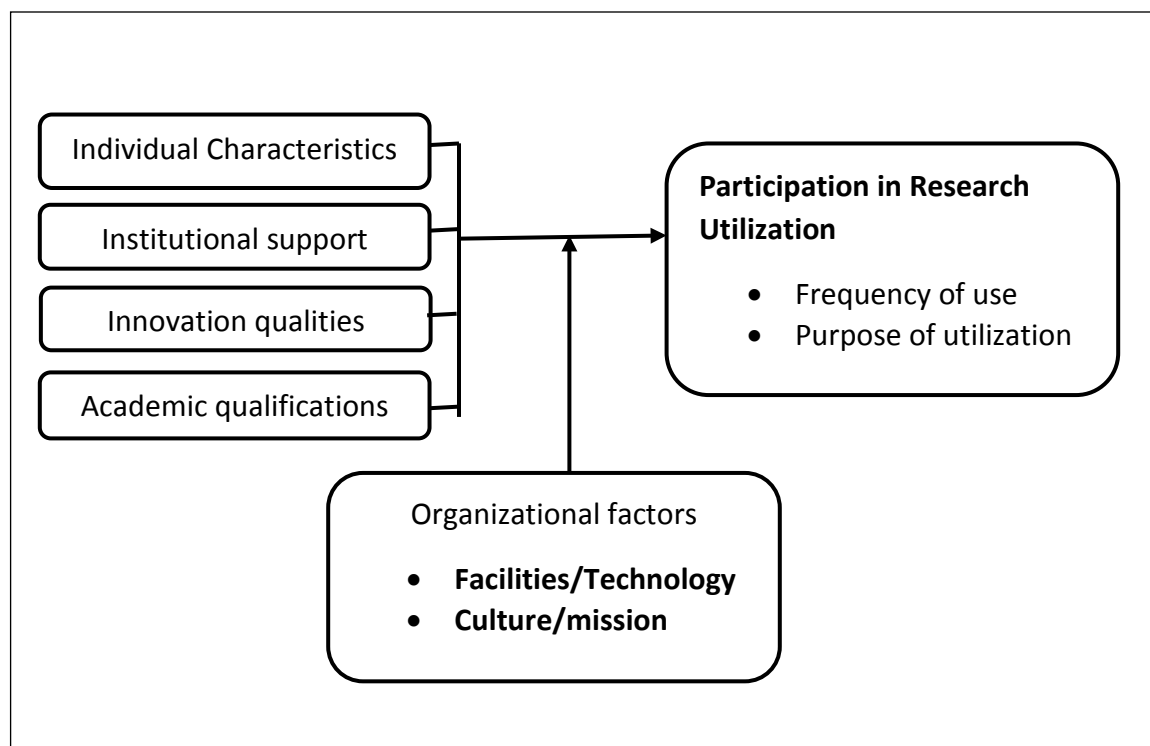 Individual Characteristics
Institutional support
Innovation qualities
Academic qualifications
Participation in Research
Utilization
• Frequency of use
• Purpose of utilization
Organizational factors
• Facilities/Technology
• Culture/mission